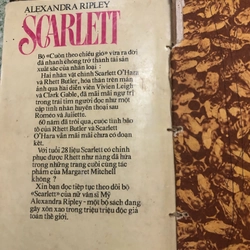 ALEXANDRA RIPLEY
SCARLETT
Bộ «Cuốn theo chiều gió» vừa ra đời
đã nhanh chóng trở thành tài sản
xuất sắc của nhân loại :
Hai nhân vật chính Scarlett O'Hara
và Rhett Butler, hóa thân trên màn
ảnh qua hai diễn viên Vivien Leigh
và Clark Gable, đã mãi mãi ngự trị
trong tim mọi người đọc như một
cặp tình nhân huyền thoại sau
Roméo và Juliette.
60 năm đã trôi qua, cuộc tình bão
tố của Rhett Butler và Scarlett
O'Hara vẫn mãi mãi chưa có đoạn
kết.
Với tuổi 28 liệu Scarlett có chinh
phục được Rhett như nàng đã hứa
trong những trang cuối cùng tác
phẩm của Margaret Mitchell
không ?
Xin bạn đọc tiếp tục theo dõi bộ
«Scarlett» của nữ văn sĩ Mỹ
Alexandra Ripley - một bộ sách đang
gây xôn xao trong triệu triệu độc giả
toàn thế giới.